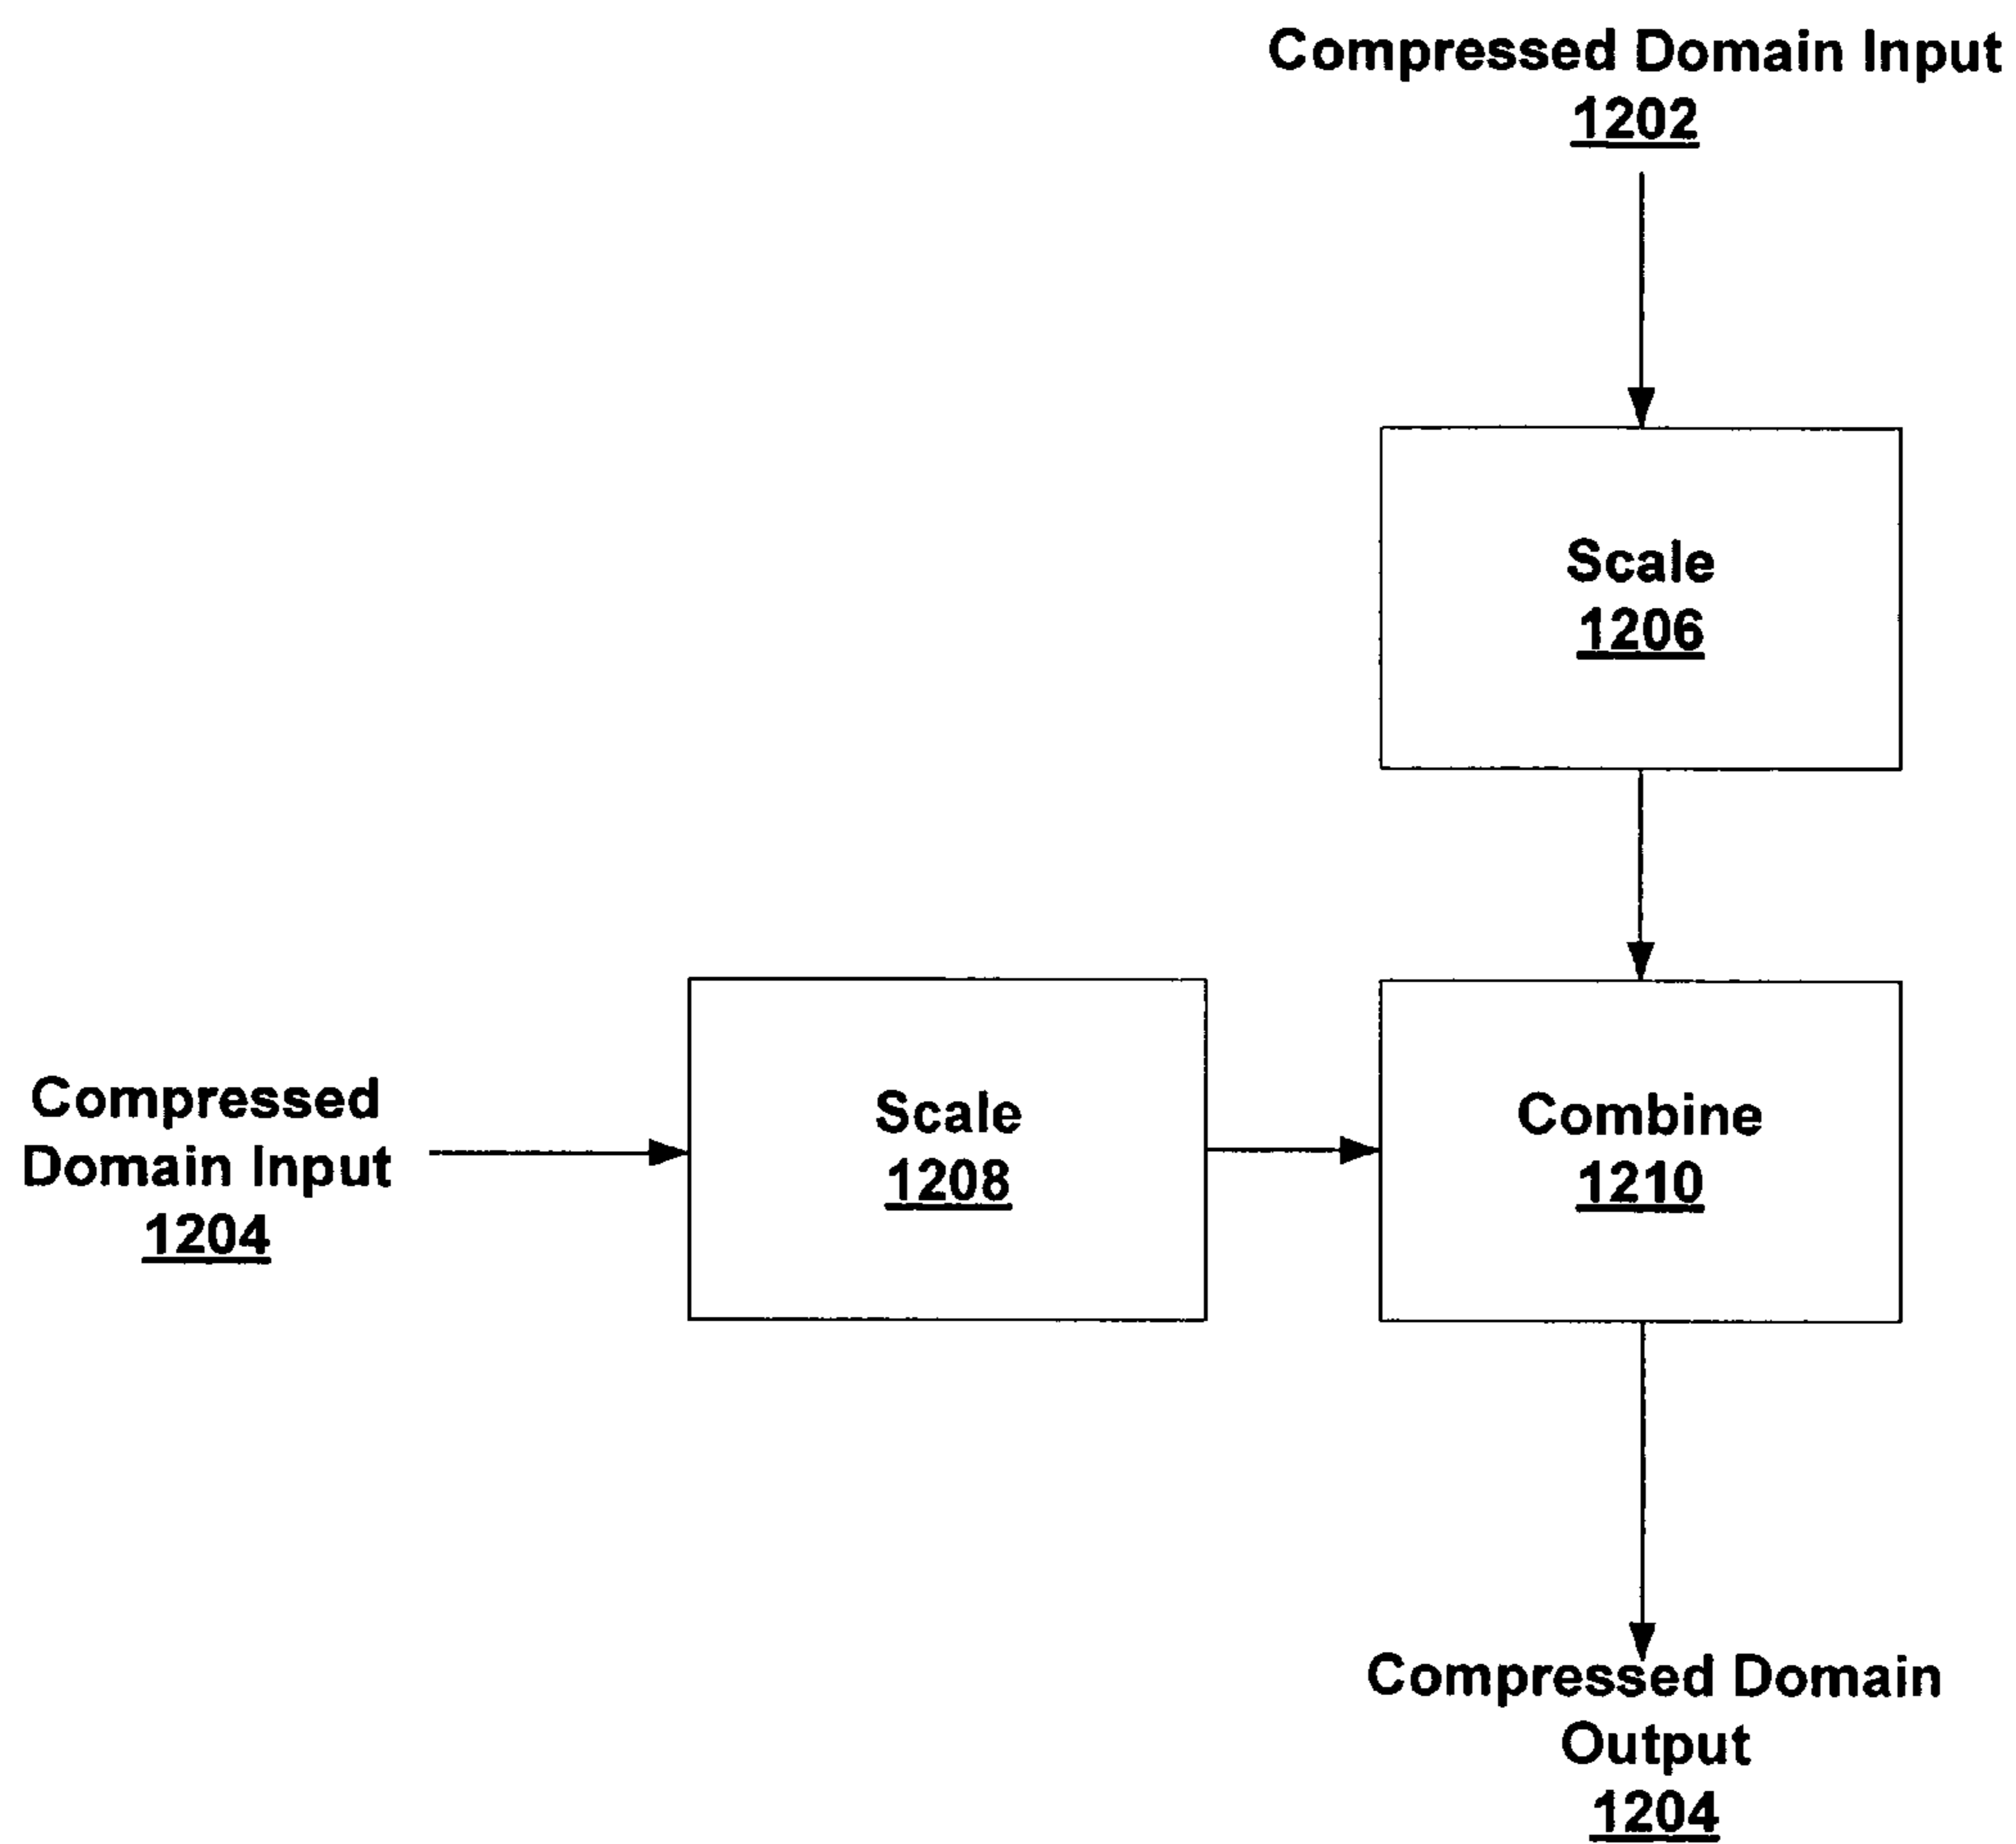 Compressed Domain Input
1202
Scale
1206
Compressed
Domain Input
1204
Scale
1208
Combine
1210
Compressed Domain
Output
1204